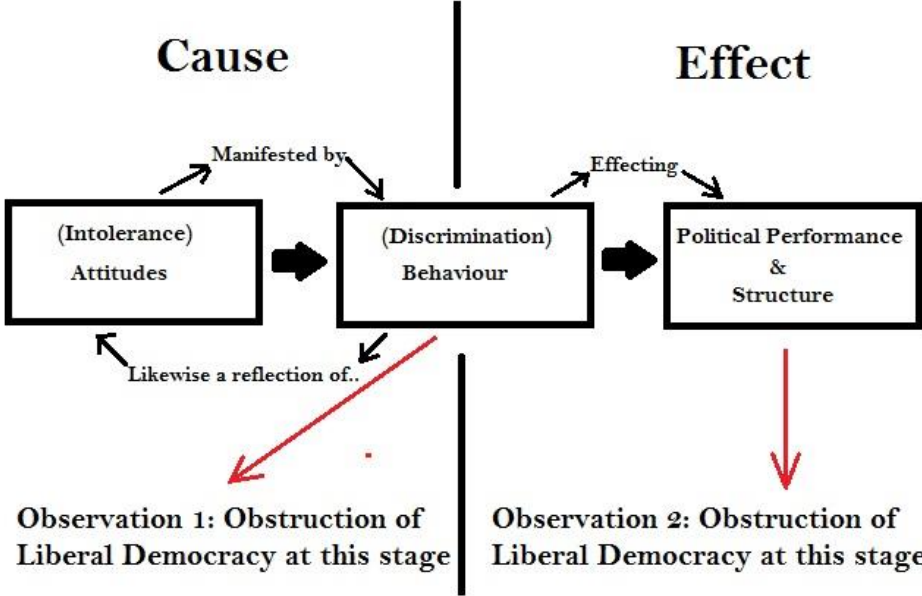 Cause
Effect
Manifested by
Effecting
(Intolerance)
Attitudes
(Discrimination)
Behaviour
Political Performance
&
Structure
Likewise a reflection of..
Observation 1: Obstruction of
Liberal Democracy at this stage
Observation 2: Obstruction of
Liberal Democracy at this stage